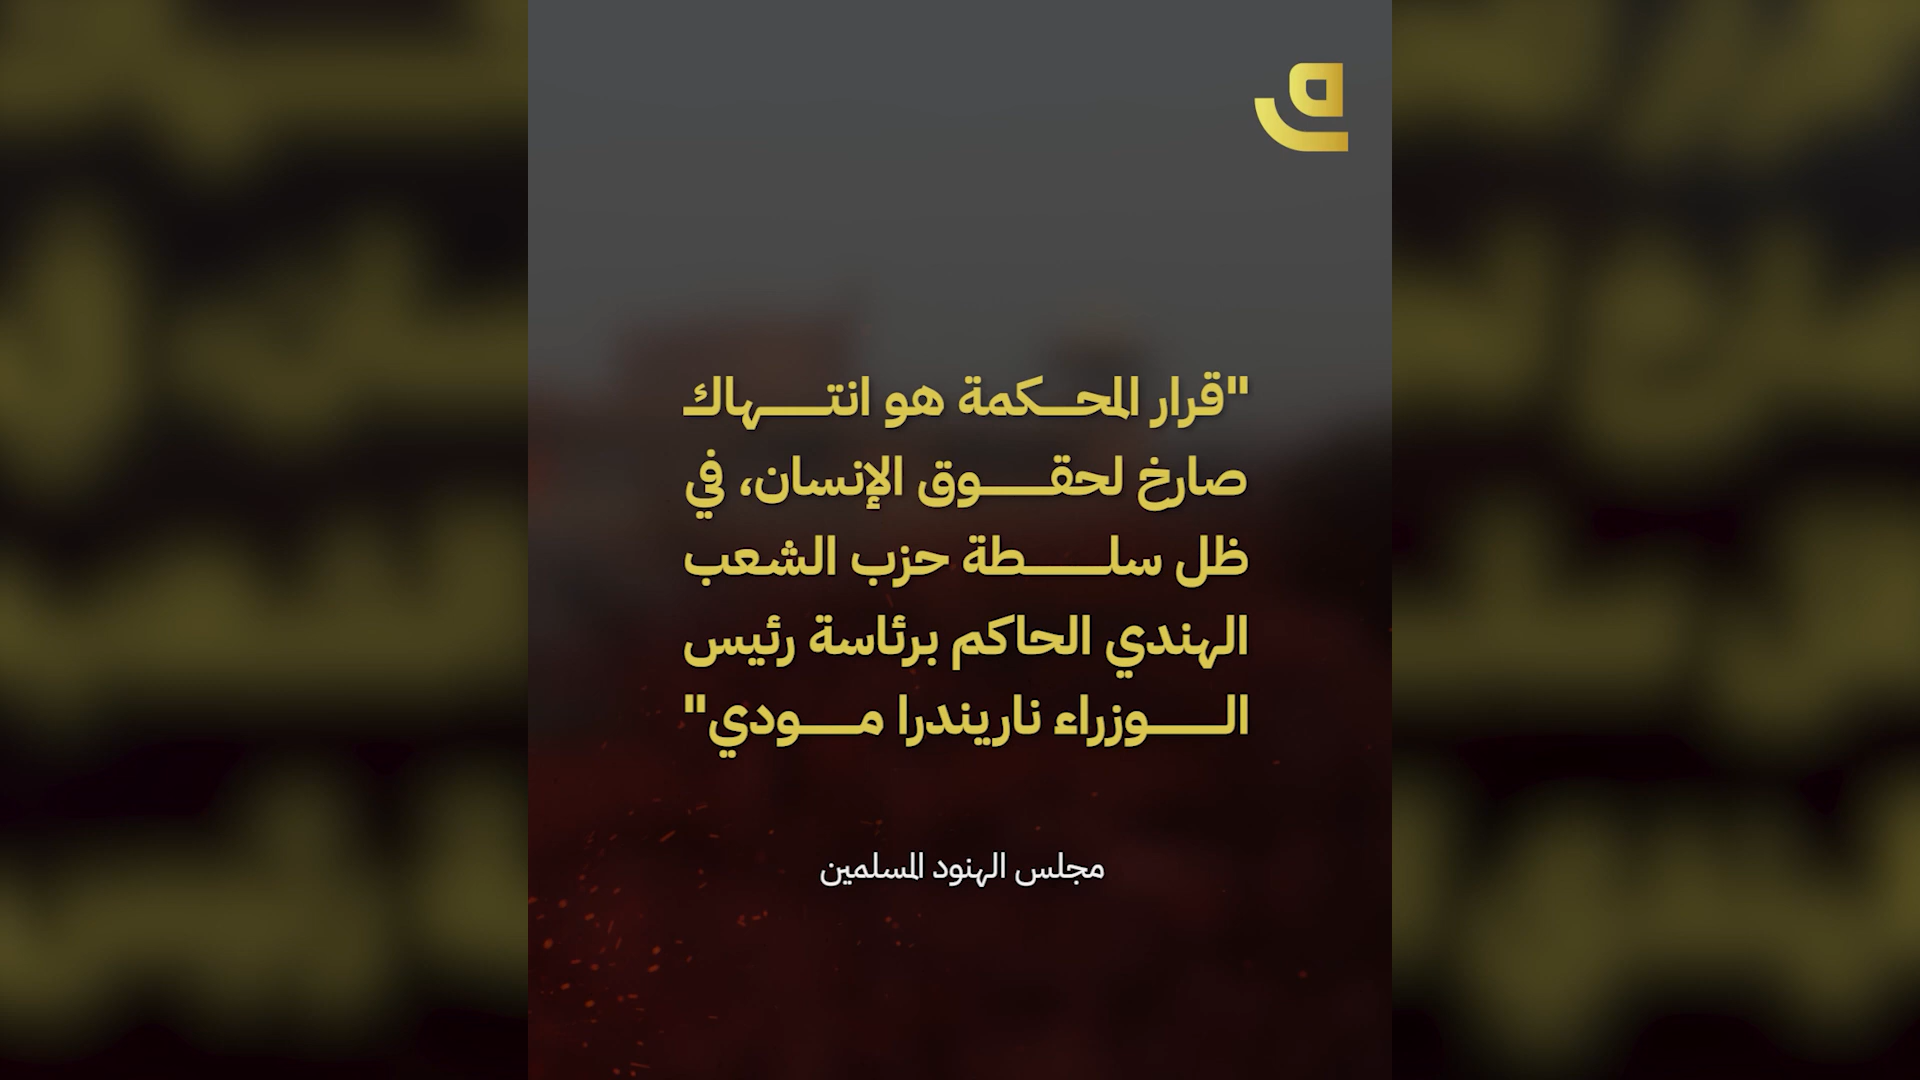 "قرار المحكمة هو انتهاك
صارخ لحقوق الإنسان، في
ظل سلطة حزب الشعب
الهندي الحاكم برئاسة رئيس
الوزراء ناريندرا مودي"
مجلس الهنود المسلمين